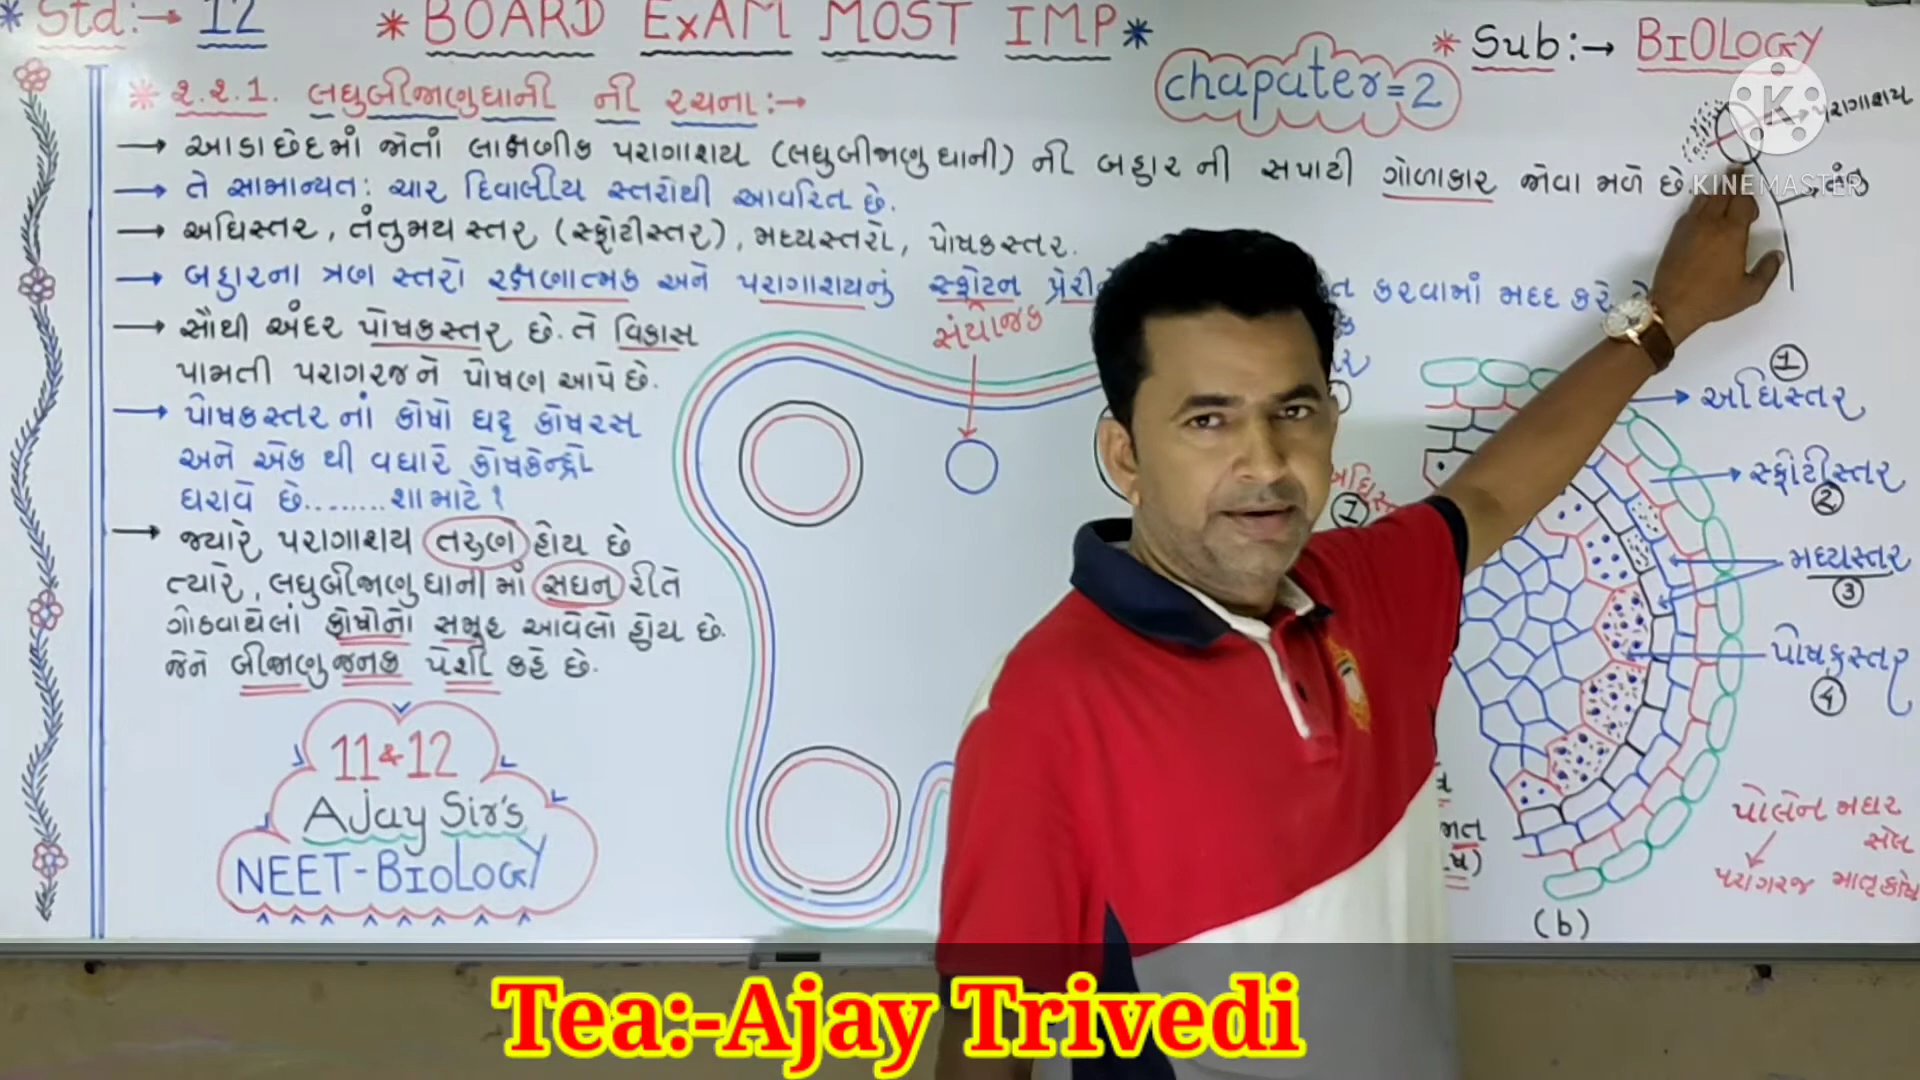 * Std:→ 12 * BOARD ExAM MOST IMP * * Sub:→ BIOLOGY
chapater=2
* ૨.૨.1. લઘુબીજાણુધાની ની રચના:→
→ આડા છેદમાં જોતાં લાક્ષણીક પરાગાશય (લઘુબીજાણુ ધાની) ની બહાર ની સપાટી ગોળાકાર જોવા મળે છે.
→ તે સામાન્યત: ચાર દિવાલીય સ્તરોથી આવરિત છે.
→ અધિસ્તર, તંતુમય સ્તર (સ્ફોટીસ્તર), મધ્યસ્તરો, પોષકસ્તર.
→ બહારના ત્રણ સ્તરો રક્ષણાત્મક અને પરાગાશયનું સ્ફોટન કરવામાં મદદ કરે
→ સૌથી અંદર પોષકસ્તર છે. તે વિકાસ
પામતી પરાગરજને પોષણ આપે છે.
→ પોષકસ્તર નાં કોષો ઘટ્ટ કોષરસ
અને એક થી વધારે કોષકેન્દ્રો
ધરાવે છે........શા માટે?
→ જ્યારે પરાગાશય તરુણ હોય છે
ત્યારે, લઘુબીજાણુ ધાની માં સઘન રીતે
ગોઠવાયેલાં કોષોનો સમૂહ આવેલો હોય છે.
જેને બીજાણુજનક પેશી કહે છે.
11 & 12
Ajay Sir's
NEET-BIOLOGY
સંયોજક
પરાગાશય
KINEMASTER
1
અધિસ્તર
સ્ફોટીસ્તર
2
મધ્યસ્તર
3
પોષકસ્તર
4
પોલેન મધર
સેલ
પરાગરજ માતૃકોષ
(b)
Tea:-Ajay Trivedi